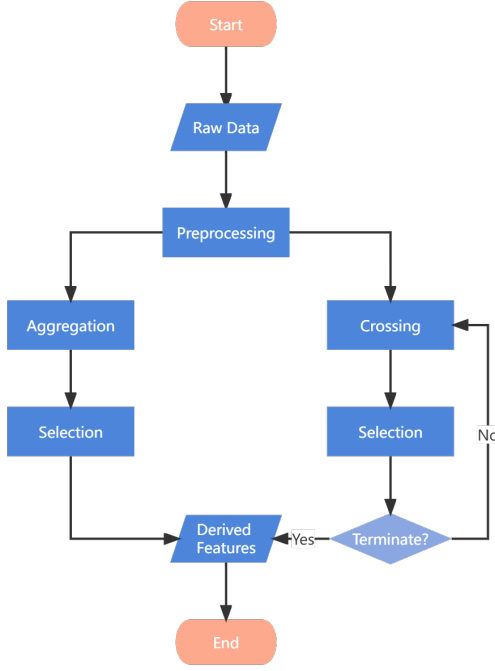 Start
Raw Data
Preprocessing
Aggregation
Crossing
Selection
Selection
No
Derived
Features
Yes
Terminate?
End